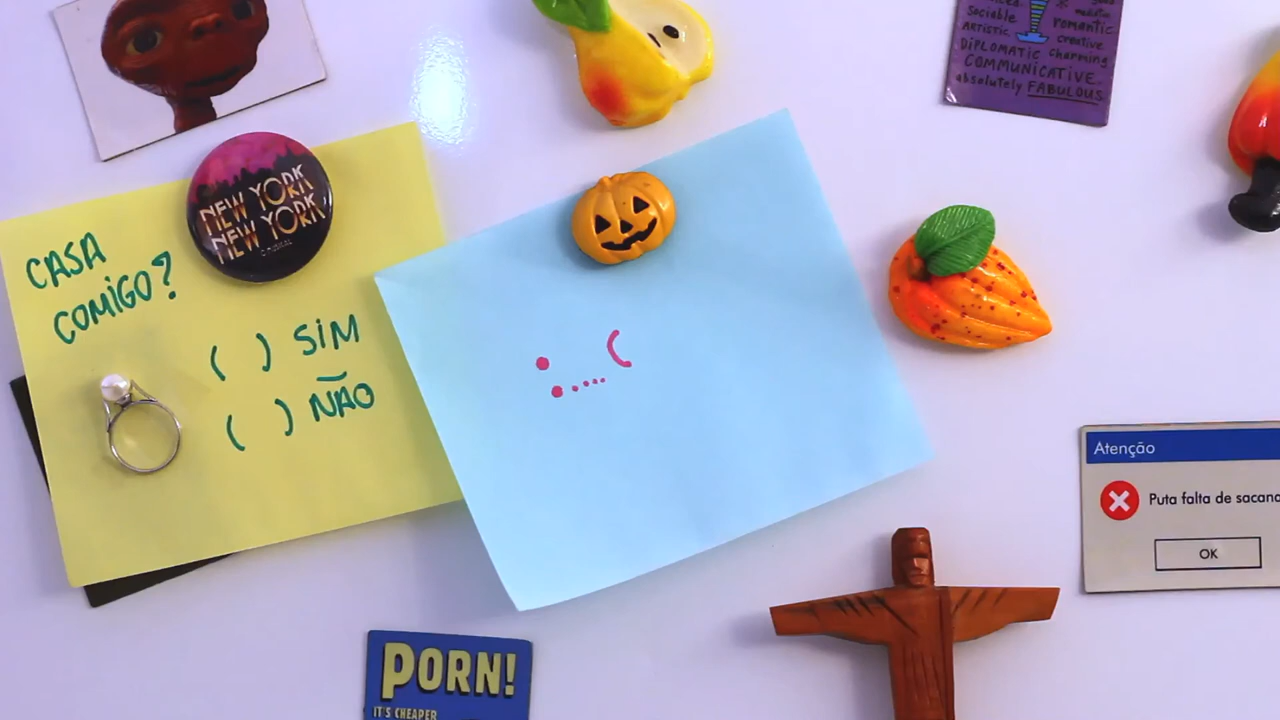 sociable
romantic
ARTISTIC
creative
DIPLOMATIC charming
COMMUNICATIVE
absolutely FABULOUS
NEW YORK
NEW YORK
O MUSICAL
CASA
COMIGO?
( ) SIM
( ) NÃO
:....(
Atenção
Puta falta de
OK
PORN!
IT'S CHEAPER